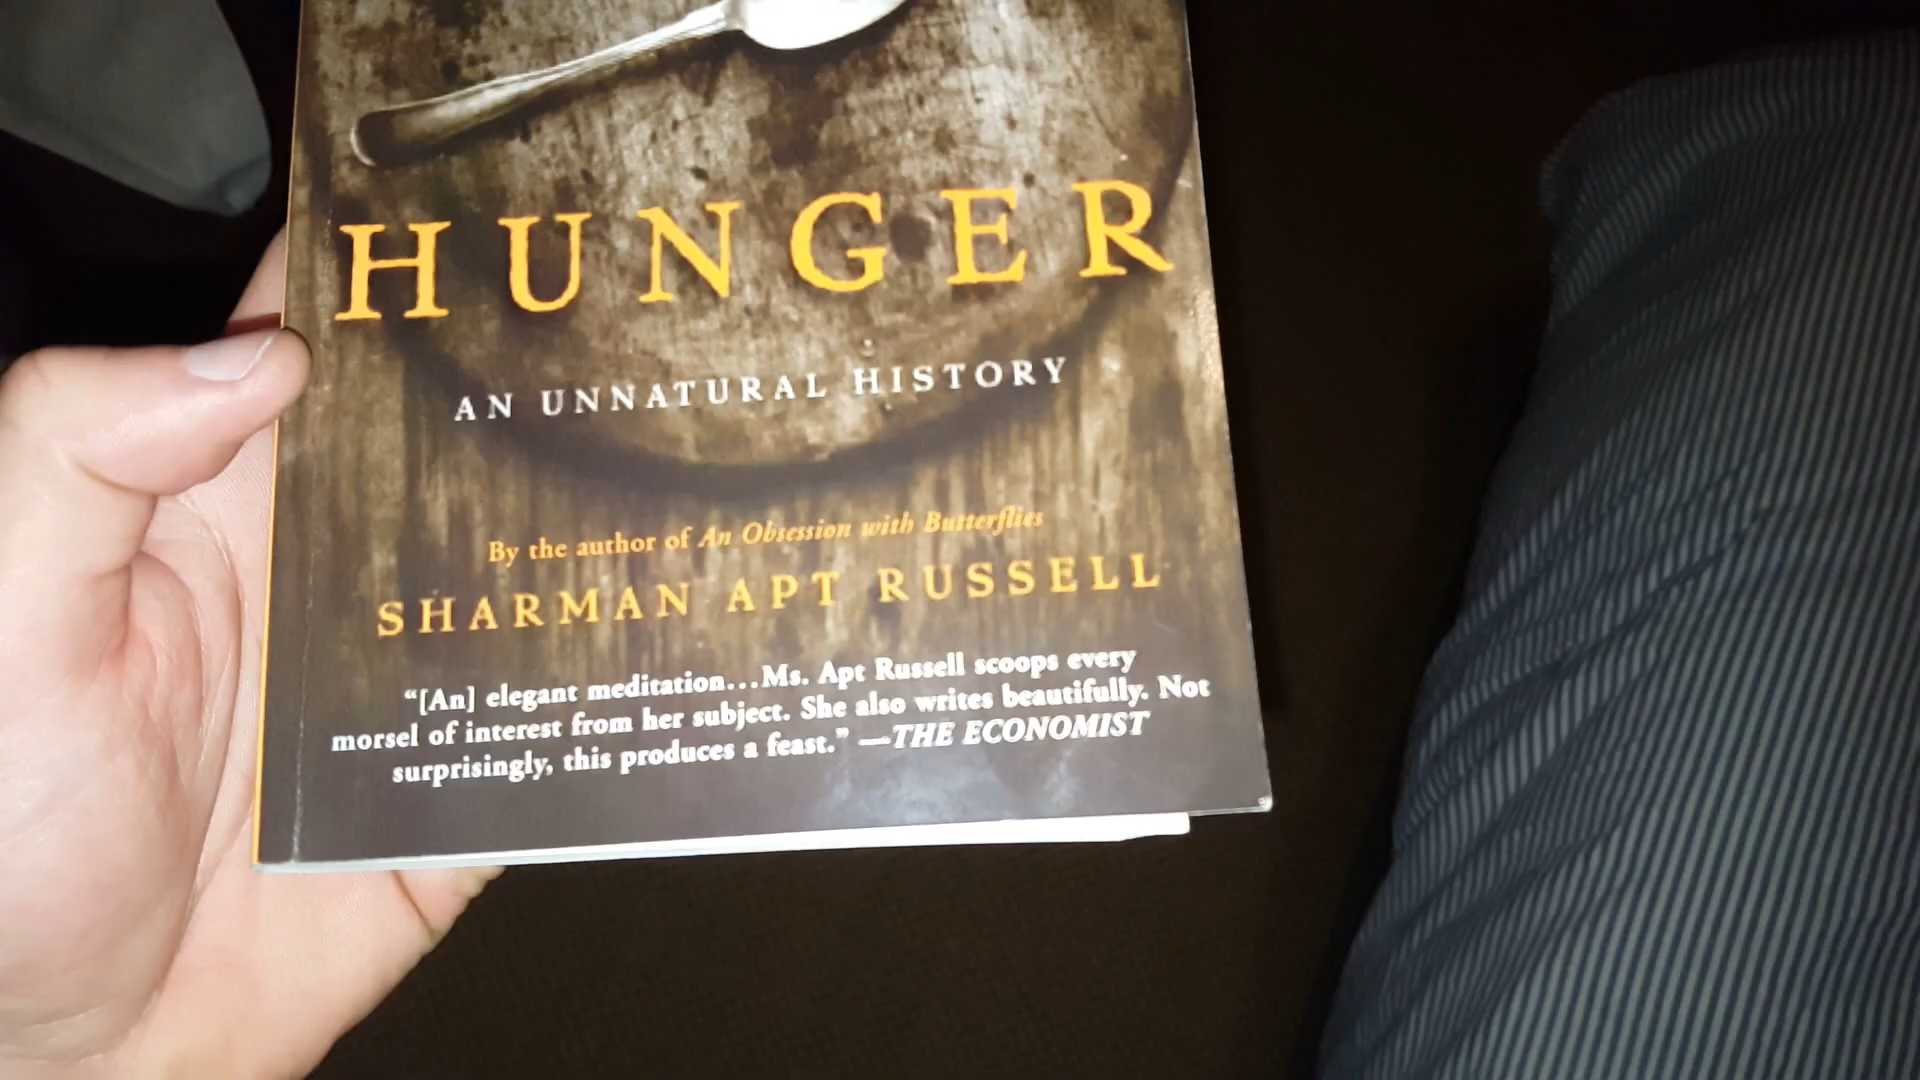 HUNGER
AN UNNATURAL HISTORY
By the author of An Obsession with Butterflies
SHARMAN APT RUSSELL
“[An] elegant meditation...Ms. Apt Russell scoops every
morsel of interest from her subject. She also writes beautifully. Not
surprisingly, this produces a feast.” —THE ECONOMIST